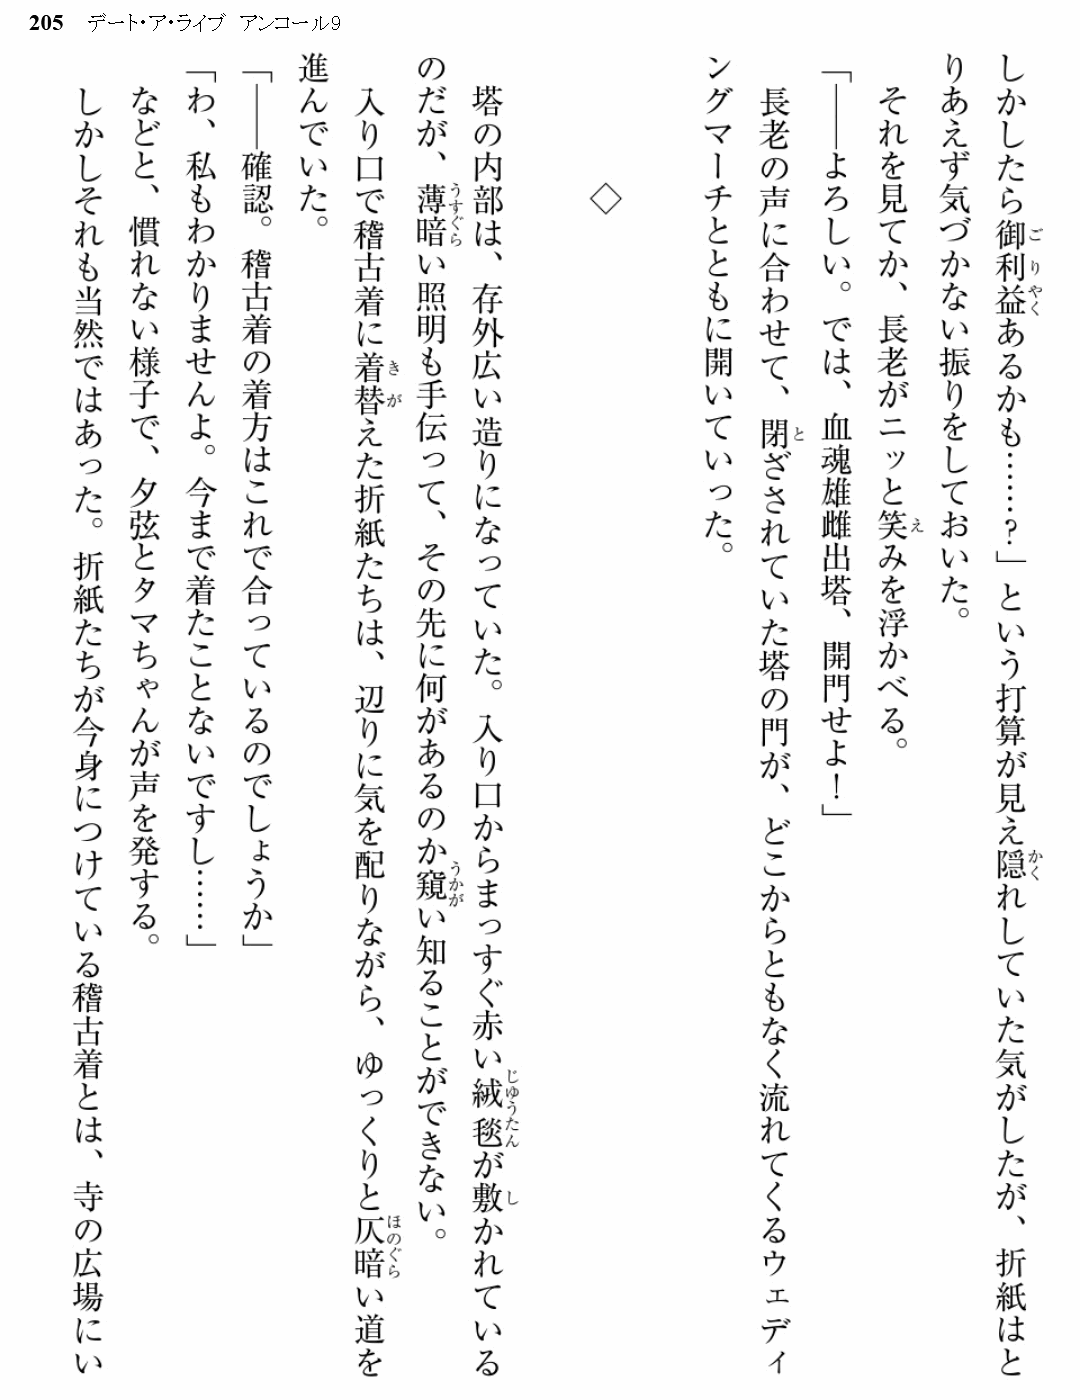 205 デート・ア・ライブ アンコール9
しかしたら御利益あるかも……?」という打算が見え隠れしていた気がしたが、折紙はと
りあえず気づかない振りをしておいた。
それを見てか、長老がニッと笑みを浮かべる。
「――よろしい。では、血魂雄雌出塔、開門せよ!」
長老の声に合わせて、閉ざされていた塔の門が、どこからともなく流れてくるウェディ
ングマーチとともに開いていった。
◇
塔の内部は、存外広い造りになっていた。入り口からまっすぐ赤い絨毯が敷かれている
のだが、薄暗い照明も手伝って、その先に何があるのか窺い知ることができない。
入り口で稽古着に着替えた折紙たちは、辺りに気を配りながら、ゆっくりと仄暗い道を
進んでいた。
「――確認。稽古着の着方はこれで合っているのでしょうか」
「わ、私もわかりませんよ。今まで着たことないですし……」
などと、慣れない様子で、夕弦とタマちゃんが声を発する。
しかしそれも当然ではあった。折紙たちが今身につけている稽古着とは、寺の広場にい